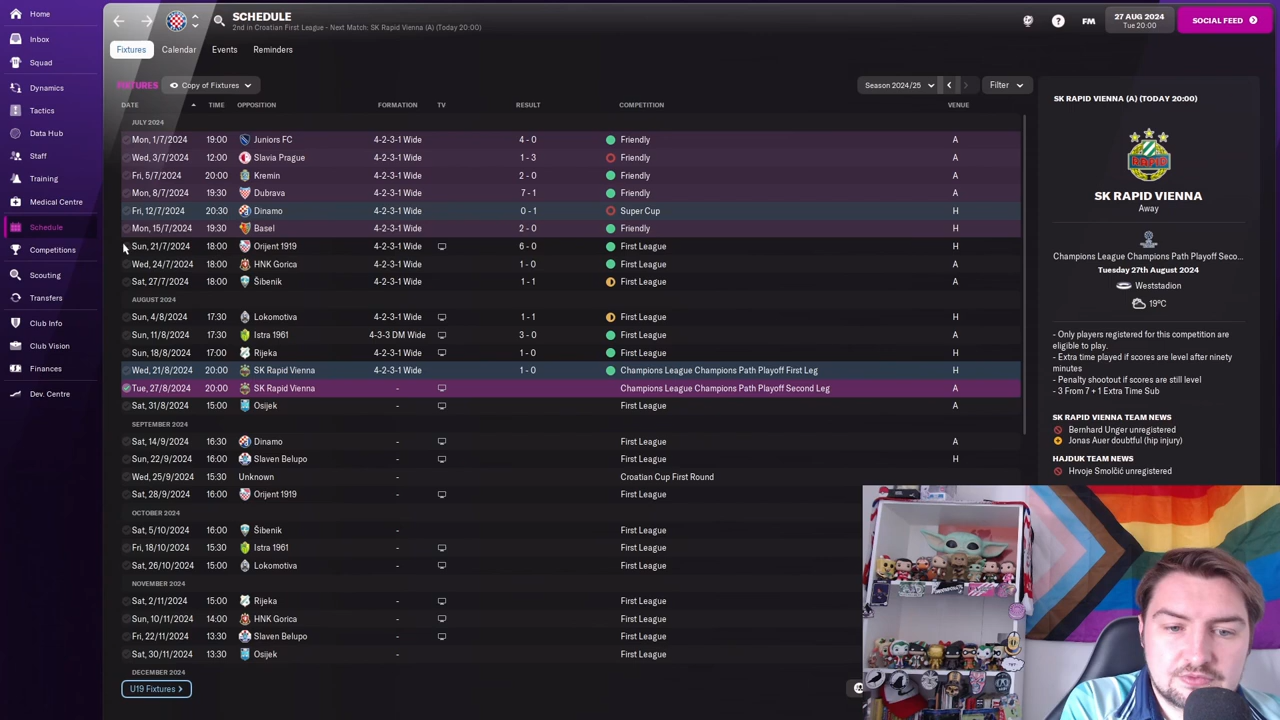 Home
Inbox
Squad
Dynamics
Tactics
Data Hub
Staff
Training
Medical Centre
Schedule
Competitions
Scouting
Transfers
Club Info
Club Vision
Finances
Dev. Centre
SCHEDULE
2nd in Croatian First League - Next Match: SK Rapid Vienna (A) (Today 20:00)
FM
27 AUG 2024
Tue 20:00
SOCIAL FEED
Fixtures Calendar Events Reminders
FIXTURES Copy of Fixtures Season 2024/25 Filter
DATE TIME OPPOSITION FORMATION TV RESULT COMPETITION VENUE
JULY 2024
Mon, 1/7/2024 19:00 Juniors FC 4-2-3-1 Wide 4 - 0 Friendly A
Wed, 3/7/2024 12:00 Slavia Prague 4-2-3-1 Wide 1 - 3 Friendly A
Fri, 5/7/2024 20:00 Kremin 4-2-3-1 Wide 2 - 0 Friendly A
Mon, 8/7/2024 19:30 Dubrava 4-2-3-1 Wide 7 - 1 Friendly A
Fri, 12/7/2024 20:30 Dinamo 4-2-3-1 Wide 0 - 1 Super Cup H
Mon, 15/7/2024 19:30 Basel 4-2-3-1 Wide 2 - 0 Friendly H
Sun, 21/7/2024 18:00 Orijent 1919 4-2-3-1 Wide 6 - 0 First League H
Wed, 24/7/2024 18:00 HNK Gorica 4-2-3-1 Wide 1 - 0 First League A
Sat, 27/7/2024 18:00 Šibenik 4-2-3-1 Wide 1 - 1 First League A
AUGUST 2024
Sun, 4/8/2024 17:30 Lokomotiva 4-2-3-1 Wide 1 - 1 First League H
Sun, 11/8/2024 17:30 Istra 1961 4-3-3 DM Wide 3 - 0 First League A
Sun, 18/8/2024 17:00 Rijeka 4-2-3-1 Wide 1 - 0 First League H
Wed, 21/8/2024 20:00 SK Rapid Vienna 4-2-3-1 Wide 1 - 0 Champions League Champions Path Playoff First Leg H
Tue, 27/8/2024 20:00 SK Rapid Vienna - Champions League Champions Path Playoff Second Leg A
Sat, 31/8/2024 15:00 Osijek - First League A
SEPTEMBER 2024
Sat, 14/9/2024 16:30 Dinamo - First League A
Sun, 22/9/2024 16:00 Slaven Belupo - First League H
Wed, 25/9/2024 15:30 Unknown - Croatian Cup First Round
Sat, 28/9/2024 16:00 Orijent 1919 - First League
OCTOBER 2024
Sat, 5/10/2024 16:00 Šibenik - First League
Fri, 18/10/2024 15:30 Istra 1961 - First League
Sat, 26/10/2024 15:00 Lokomotiva - First League
NOVEMBER 2024
Sat, 2/11/2024 15:00 Rijeka - First League
Sun, 10/11/2024 14:00 HNK Gorica - First League
Fri, 22/11/2024 13:30 Slaven Belupo - First League
Sat, 30/11/2024 13:30 Osijek - First League
DECEMBER 2024
U19 Fixtures
SK RAPID VIENNA (A) (TODAY 20:00)
SK RAPID VIENNA
Away
Champions League Champions Path Playoff Seco...
Tuesday 27th August 2024
Weststadion
19°C
- Only players registered for this competition are
eligible to play.
- Extra time played if scores are level after ninety
minutes
- Penalty shootout if scores are still level
- 3 From 7 + 1 Extra Time Sub
SK RAPID VIENNA TEAM NEWS
Bernhard Unger unregistered
Jonas Auer doubtful (hip injury)
HAJDUK TEAM NEWS
Hrvoje Smolčić unregistered